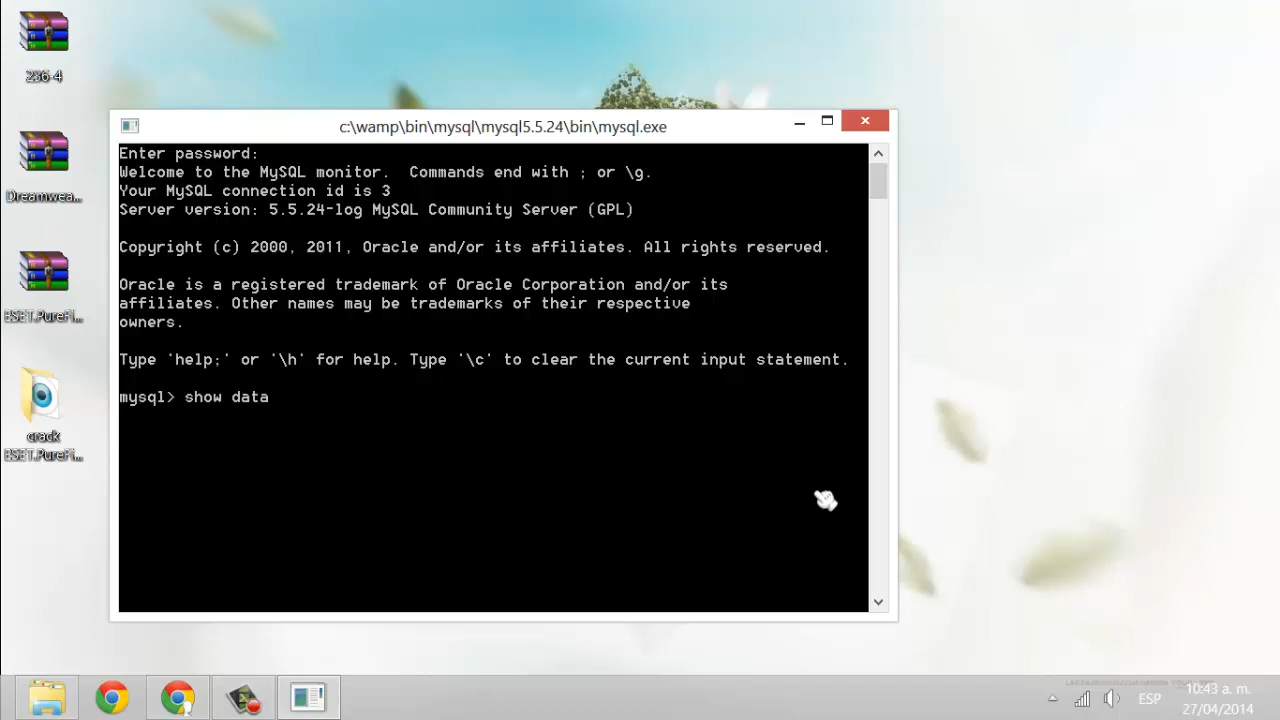 236-4
Dreamwea...
ESET.PureFi...
crack
ESET.PureFi...
c:\wamp\bin\mysql\mysql5.5.24\bin\mysql.exe
Enter password:
Welcome to the MySQL monitor.  Commands end with ; or \g.
Your MySQL connection id is 3
Server version: 5.5.24-log MySQL Community Server (GPL)
Copyright (c) 2000, 2011, Oracle and/or its affiliates. All rights reserved.
Oracle is a registered trademark of Oracle Corporation and/or its
affiliates. Other names may be trademarks of their respective
owners.
Type 'help;' or '\h' for help. Type '\c' to clear the current input statement.
mysql> show data
ESP
10:43 a. m.
27/04/2014